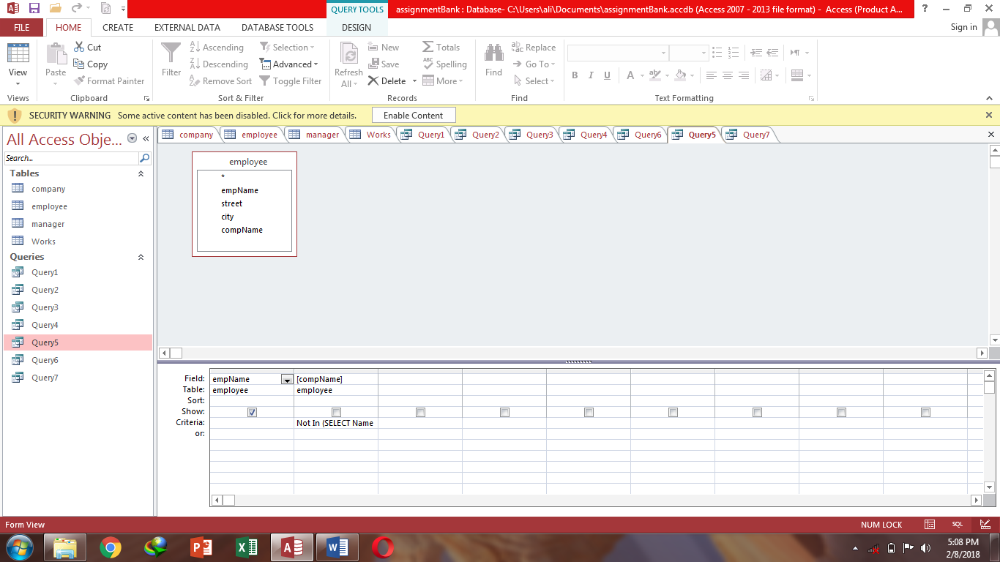 QUERY TOOLS
assignmentBank : Database- C:\Users\ali\Documents\assignmentBank.accdb (Access 2007 - 2013 file format) - Access (Product A...
?
FILE HOME CREATE EXTERNAL DATA DATABASE TOOLS DESIGN Sign in
View
Views
Paste
Cut
Copy
Format Painter
Clipboard
Filter
Ascending
Descending
Remove Sort
Selection
Advanced
Toggle Filter
Sort & Filter
Refresh
All
New
Save
Delete
Totals
Spelling
More
Records
Find
Replace
Go To
Select
Find
B I U A
Text Formatting
SECURITY WARNING Some active content has been disabled. Click for more details. Enable Content
All Access Obje...
Search...
Tables
company
employee
manager
Works
Queries
Query1
Query2
Query3
Query4
Query5
Query6
Query7
company employee manager Works Query1 Query2 Query3 Query4 Query6 Query5 Query7
employee
*
empName
street
city
compName
Field: empName [compName]
Table: employee employee
Sort:
Show:
Criteria: Not In (SELECT Name
or:
Form View NUM LOCK SQL
5:08 PM
2/8/2018